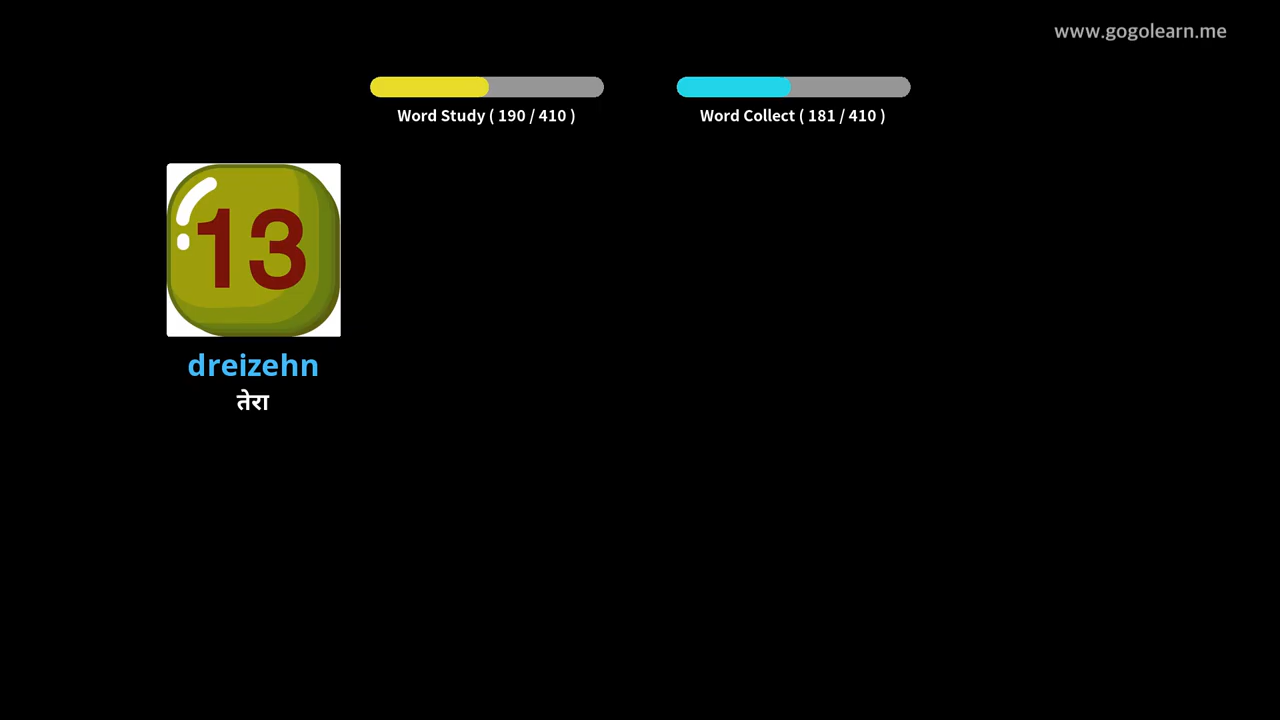 www.gogolearn.me
Word Study ( 190 / 410 )
Word Collect ( 181 / 410 )
13
dreizehn
तेरा